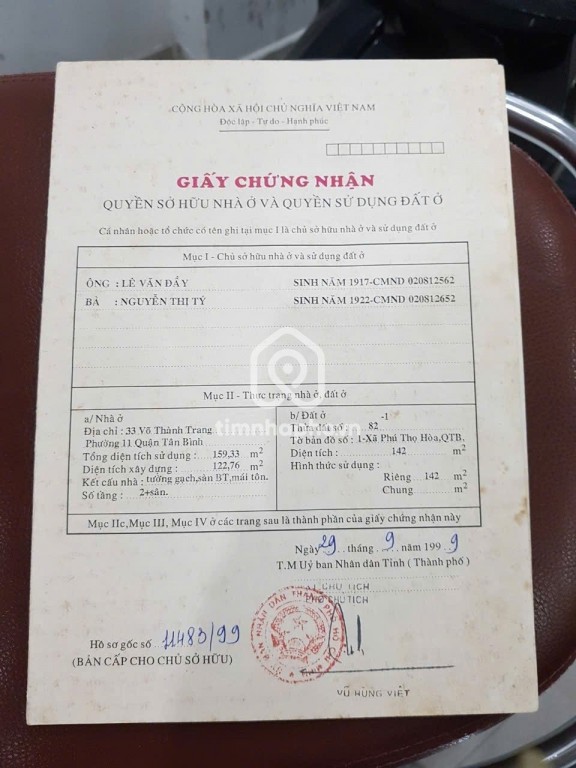 CỘNG HÒA XÃ HỘI CHỦ NGHĨA VIỆT NAM
Độc lập - Tự do - Hạnh phúc
GIẤY CHỨNG NHẬN
QUYỀN SỞ HỮU NHÀ Ở VÀ QUYỀN SỬ DỤNG ĐẤT Ở
Cá nhân hoặc tổ chức có tên ghi tại mục I là chủ sở hữu nhà ở và sử dụng đất ở
Mục I - Chủ sở hữu nhà ở và sử dụng đất ở
ÔNG : LÊ VĂN ĐẨY SINH NĂM 1917-CMND 020812562
BÀ : NGUYỄN THỊ TÝ SINH NĂM 1922-CMND 020812652
Mục II - Thực trạng nhà ở, đất ở
a/ Nhà ở
Địa chỉ : 33 Võ Thành Trang
Phường 11 Quận Tân Bình
Tổng diện tích sử dụng : 159,33 m2
Diện tích xây dựng : 122,76 m2
Kết cấu nhà : tường gạch,sàn BT,mái tôn.
Số tầng : 2+sân.
b/ Đất ở -1
Thửa đất số : 82
Tờ bản đồ số : 1-Xã Phú Thọ Hòa,QTB,
Diện tích : 142 m2
Hình thức sử dụng :
Riêng 142 m2
Chung m2
timnha.vn
Mục IIc,Mục III, Mục IV ở các trang sau là thành phần của giấy chứng nhận này
Ngày 29 tháng 9 năm 1999
T.M Uỷ ban Nhân dân Tỉnh ( Thành phố )
CHỦ TỊCH
PHÓ CHỦ TỊCH
Hồ sơ gốc số 11483/99
(BẢN CẤP CHO CHỦ SỞ HỮU)
VŨ HÙNG VIỆT